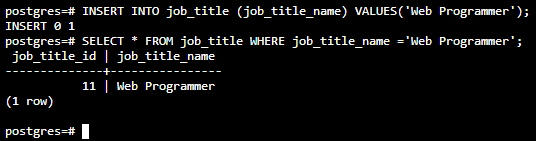 postgres=# INSERT INTO job_title (job_title_name) VALUES('Web Programmer');
INSERT 0 1
postgres=# SELECT * FROM job_title WHERE job_title_name ='Web Programmer';
 job_title_id | job_title_name
--------------+----------------
           11 | Web Programmer
(1 row)

postgres=#